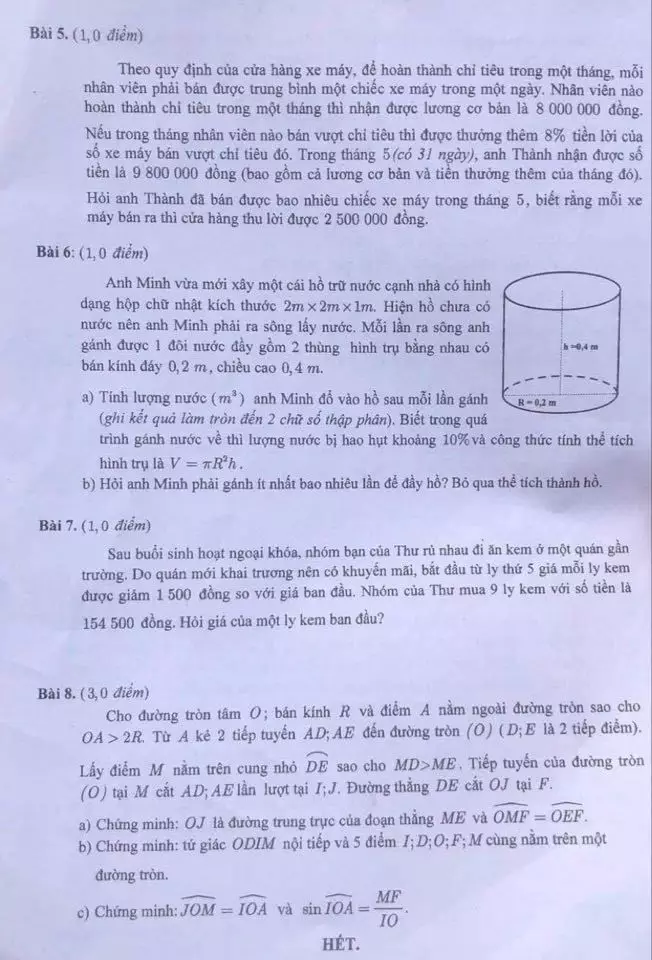 Bài 5. (1,0 điểm)
Theo quy định của cửa hàng xe máy, để hoàn thành chỉ tiêu trong một tháng, mỗi
nhân viên phải bán được trung bình một chiếc xe máy trong một ngày. Nhân viên nào
hoàn thành chỉ tiêu trong một tháng thì nhận được lương cơ bản là 8 000 000 đồng.
Nếu trong tháng nhân viên nào bán vượt chỉ tiêu thì được thưởng thêm 8% tiền lời của
số xe máy bán vượt chỉ tiêu đó. Trong tháng 5(có 31 ngày), anh Thành nhận được số
tiền là 9 800 000 đồng (bao gồm cả lương cơ bản và tiền thưởng thêm của tháng đó).
Hỏi anh Thành đã bán được bao nhiêu chiếc xe máy trong tháng 5, biết rằng mỗi xe
máy bán ra thì cửa hàng thu lời được 2 500 000 đồng.
Bài 6: (1,0 điểm)
Anh Minh vừa mới xây một cái hồ trữ nước cạnh nhà có hình
dạng hộp chữ nhật kích thước 2m×2m×1m. Hiện hồ chưa có
nước nên anh Minh phải ra sông lấy nước. Mỗi lần ra sông anh
gánh được 1 đôi nước đầy gồm 2 thùng hình trụ bằng nhau có
bán kính đáy 0,2 m, chiều cao 0,4 m.
h =0,4 m
R = 0,2 m
a) Tính lượng nước (m³) anh Minh đổ vào hồ sau mỗi lần gánh
(ghi kết quả làm tròn đến 2 chữ số thập phân). Biết trong quá
trình gánh nước về thì lượng nước bị hao hụt khoảng 10% và công thức tính thể tích
hình trụ là V = πR²h.
b) Hỏi anh Minh phải gánh ít nhất bao nhiêu lần để đầy hồ? Bỏ qua thể tích thành hồ.
Bài 7. (1,0 điểm)
Sau buổi sinh hoạt ngoại khóa, nhóm bạn của Thư rủ nhau đi ăn kem ở một quán gần
trường. Do quán mới khai trương nên có khuyến mãi, bắt đầu từ ly thứ 5 giá mỗi ly kem
được giảm 1 500 đồng so với giá ban đầu. Nhóm của Thư mua 9 ly kem với số tiền là
154 500 đồng. Hỏi giá của một ly kem ban đầu?
Bài 8. (3,0 điểm)
Cho đường tròn tâm O; bán kính R và điểm A nằm ngoài đường tròn sao cho
OA > 2R. Từ A kẻ 2 tiếp tuyến AD; AE đến đường tròn (O) (D; E là 2 tiếp điểm).
Lấy điểm M nằm trên cung nhỏ DE sao cho MD>ME. Tiếp tuyến của đường tròn
(O) tại M cắt AD; AE lần lượt tại I; J. Đường thẳng DE cắt OJ tại F.
a) Chứng minh: OJ là đường trung trực của đoạn thẳng ME và OMF = OEF.
b) Chứng minh: tứ giác ODIM nội tiếp và 5 điểm I; D; O; F; M cùng nằm trên một
đường tròn.
c) Chứng minh: JOM = IOA và sin IOA = MF/IO.
HẾT.